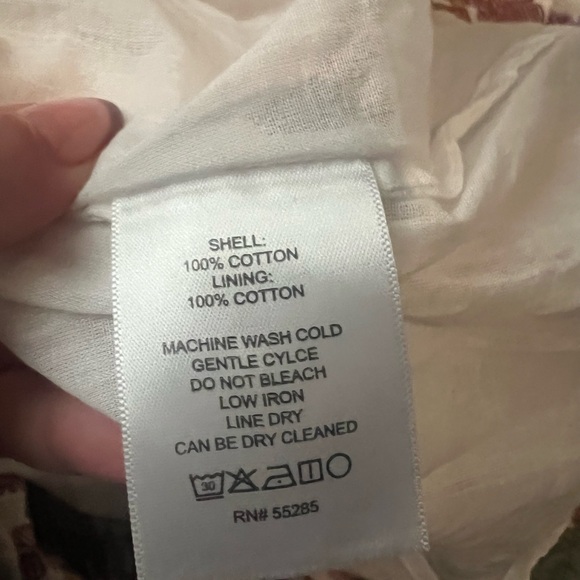 SHELL:
100% COTTON
LINING:
100% COTTON
MACHINE WASH COLD
GENTLE CYLCE
DO NOT BLEACH
LOW IRON
LINE DRY
CAN BE DRY CLEANED
30
RN# 55285